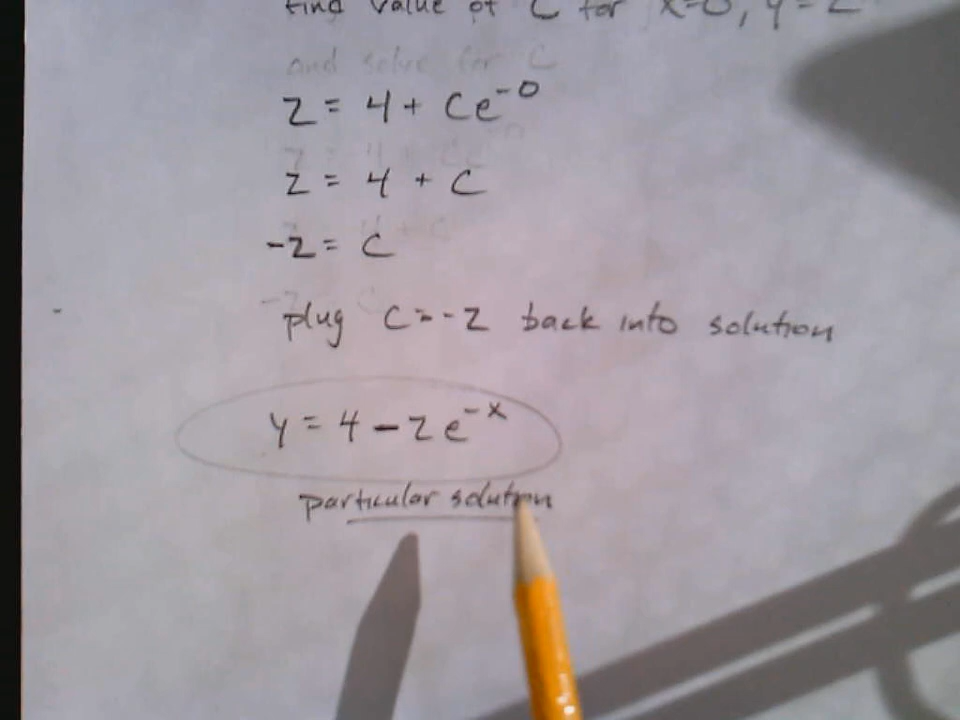 find value of C for x=0, y=2
and solve for C
2 = 4 + Ce⁻⁰
2 = 4 + C
-2 = C
plug C = -2 back into solution
y = 4 - 2e⁻ˣ
particular solution